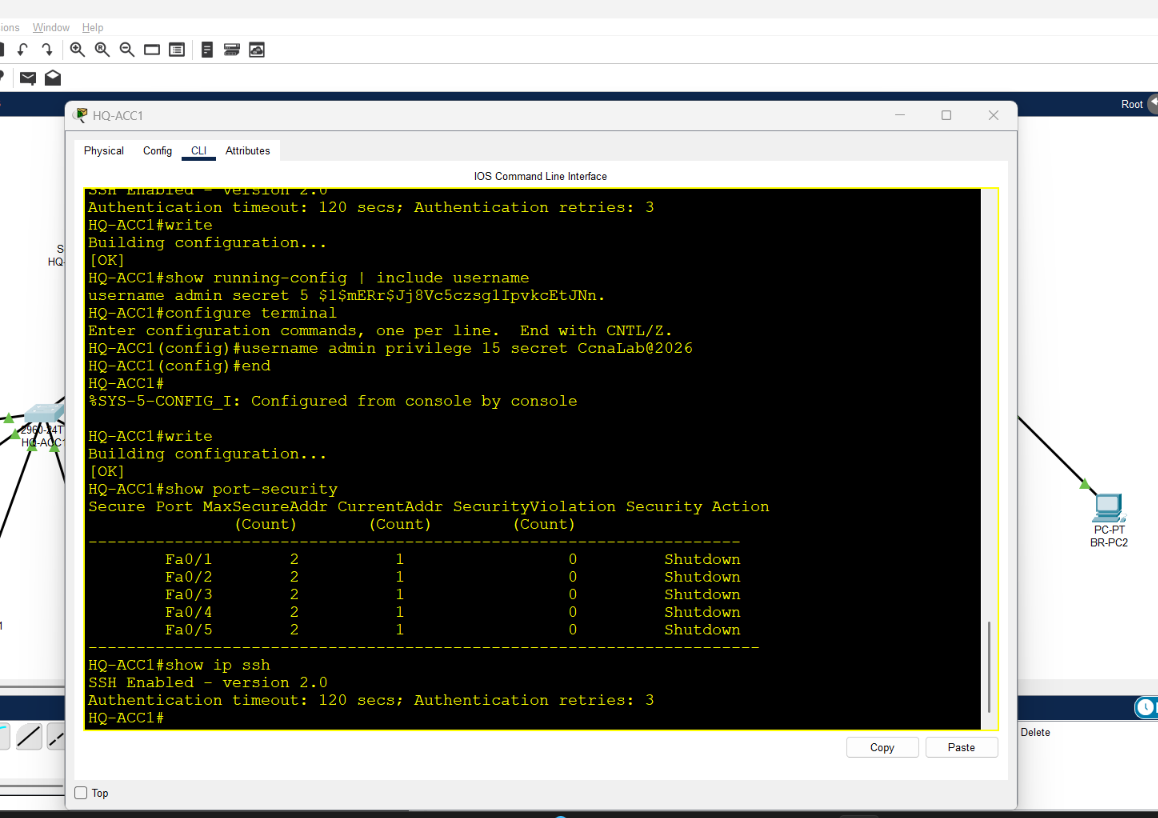 ions Window Help
Root
HQ-ACC1
Physical Config CLI Attributes
IOS Command Line Interface
SSH Enabled - version 2.0
Authentication timeout: 120 secs; Authentication retries: 3
HQ-ACC1#write
Building configuration...
[OK]
HQ-ACC1#show running-config | include username
username admin secret 5 $1$mERr$Jj8Vc5czsglIpvkcEtJNn.
HQ-ACC1#configure terminal
Enter configuration commands, one per line.  End with CNTL/Z.
HQ-ACC1(config)#username admin privilege 15 secret CcnaLab@2026
HQ-ACC1(config)#end
HQ-ACC1#
%SYS-5-CONFIG_I: Configured from console by console
HQ-ACC1#write
Building configuration...
[OK]
HQ-ACC1#show port-security
Secure Port MaxSecureAddr CurrentAddr SecurityViolation Security Action
(Count) (Count) (Count)
--------------------------------------------------------------------
Fa0/1 2 1 0 Shutdown
Fa0/2 2 1 0 Shutdown
Fa0/3 2 1 0 Shutdown
Fa0/4 2 1 0 Shutdown
Fa0/5 2 1 0 Shutdown
----------------------------------------------------------------------
HQ-ACC1#show ip ssh
SSH Enabled - version 2.0
Authentication timeout: 120 secs; Authentication retries: 3
HQ-ACC1#
Copy Paste
Top
S
HQ-
2960-24T
HQ-ACC1
PC-PT
BR-PC2
Delete